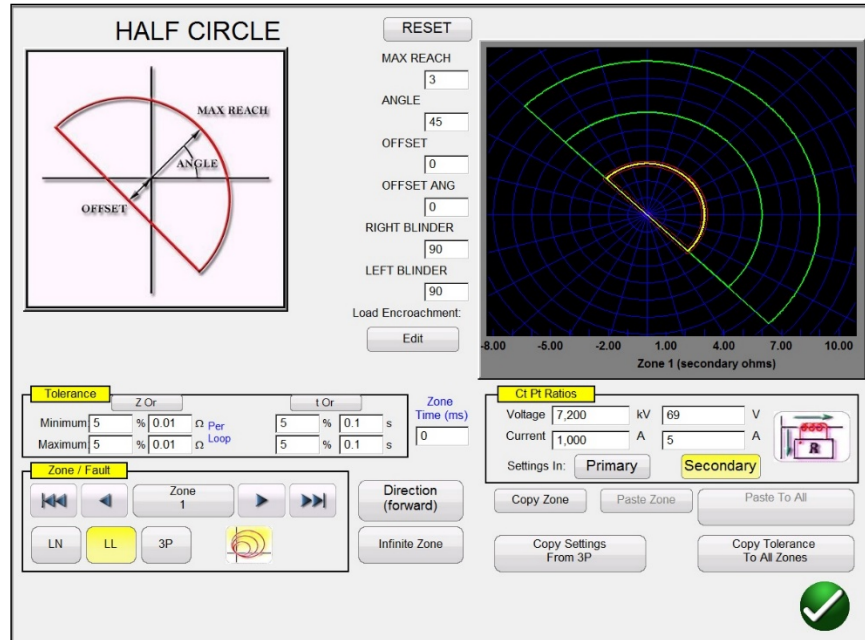 HALF CIRCLE
MAX REACH
ANGLE
OFFSET
RESET
MAX REACH
3
ANGLE
45
OFFSET
0
OFFSET ANG
0
RIGHT BLINDER
90
LEFT BLINDER
90
Load Encroachment:
Edit
-8.00 -5.00 -2.00 1.00 4.00 7.00 10.00
Zone 1 (secondary ohms)
Tolerance
Z Or t Or
Minimum 5 % 0.01 Ω Per 5 % 0.1 s
Maximum 5 % 0.01 Ω Loop 5 % 0.1 s
Zone
Time (ms)
0
Ct Pt Ratios
Voltage 7,200 kV 69 V
Current 1,000 A 5 A
Settings In: Primary Secondary
R
Zone / Fault
Zone
1
LN LL 3P
Direction
(forward)
Infinite Zone
Copy Zone Paste Zone Paste To All
Copy Settings
From 3P
Copy Tolerance
To All Zones